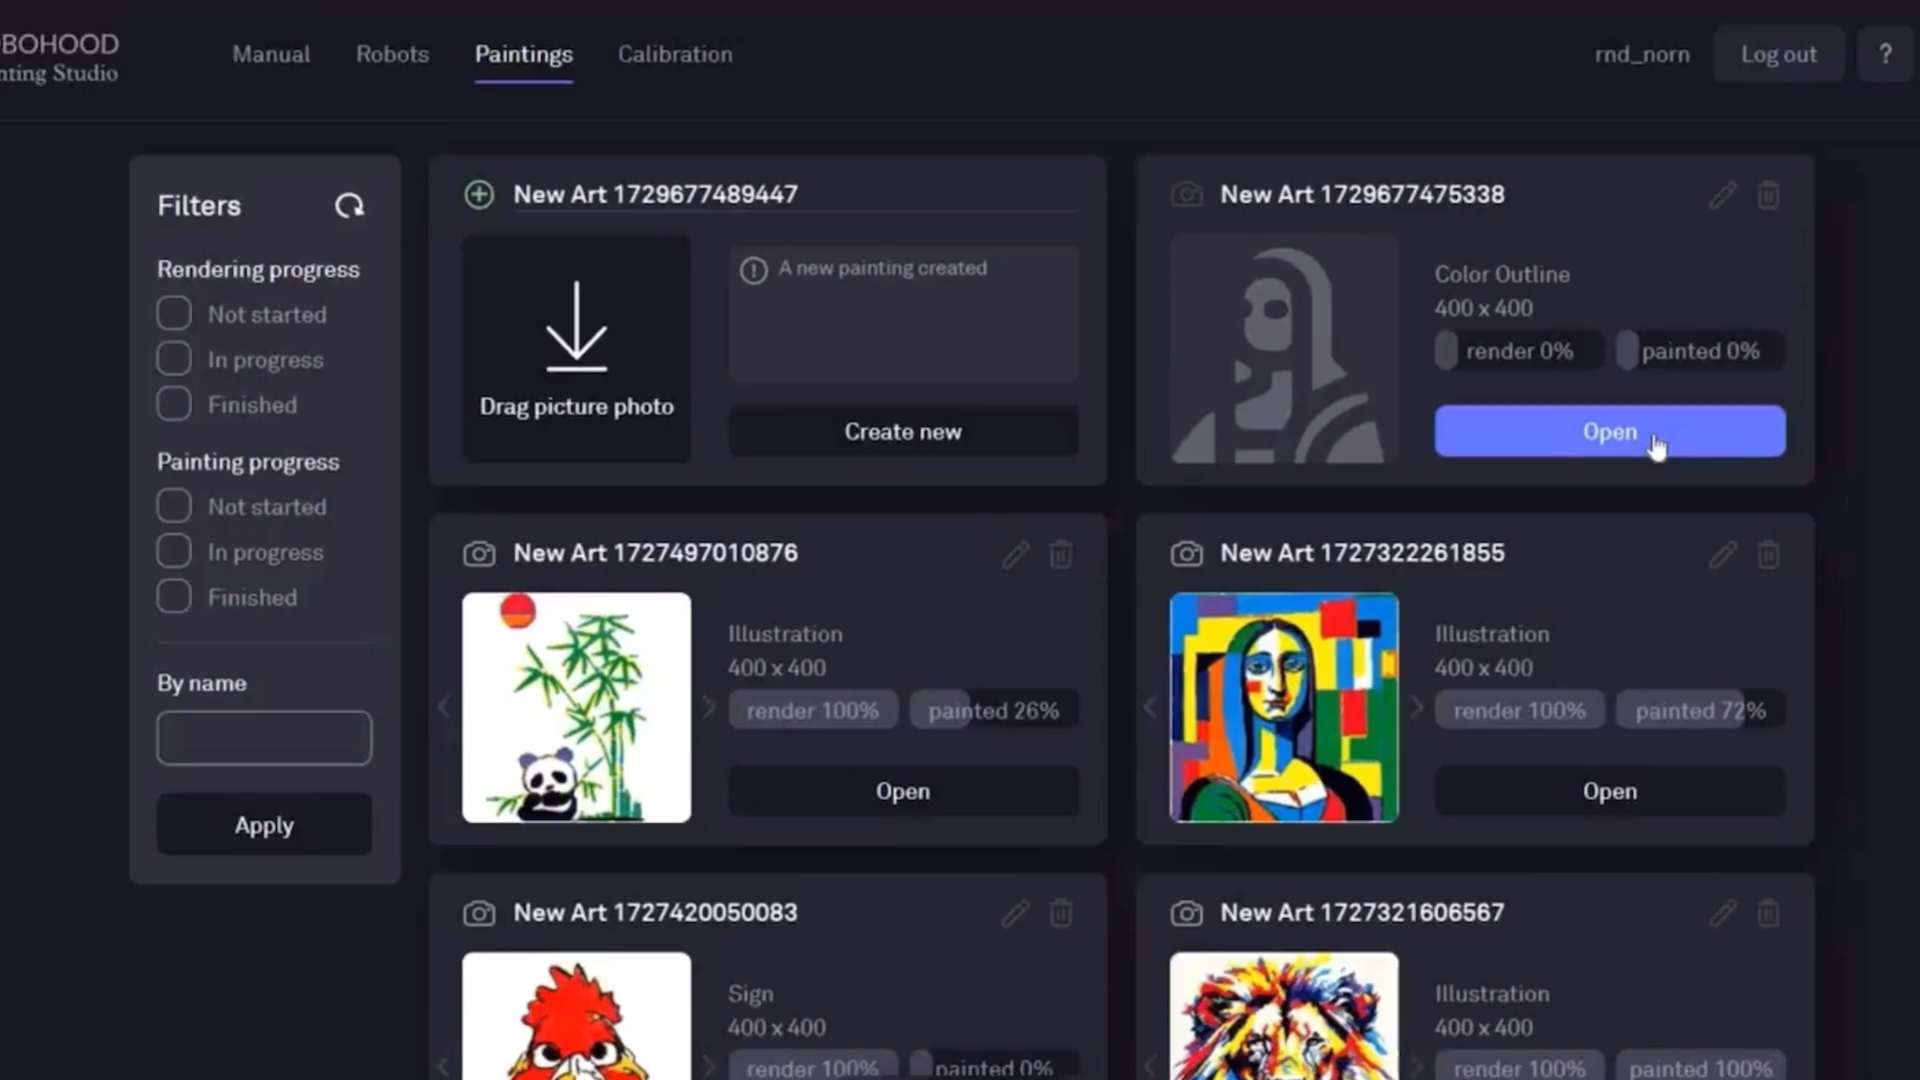 BOHOOD
nting Studio
Manual
Robots
Paintings
Calibration
rnd_norn
Log out
?
Filters
Rendering progress
Not started
In progress
Finished
Painting progress
Not started
In progress
Finished
By name
Apply
New Art 1729677489447
Drag picture photo
A new painting created
Create new
New Art 1729677475338
Color Outline
400 x 400
render 0%
painted 0%
Open
New Art 1727497010876
Illustration
400 x 400
render 100%
painted 26%
Open
New Art 1727322261855
Illustration
400 x 400
render 100%
painted 72%
Open
New Art 1727420050083
Sign
400 x 400
render 100%
painted 0%
New Art 1727321606567
Illustration
400 x 400
render 100%
painted 100%